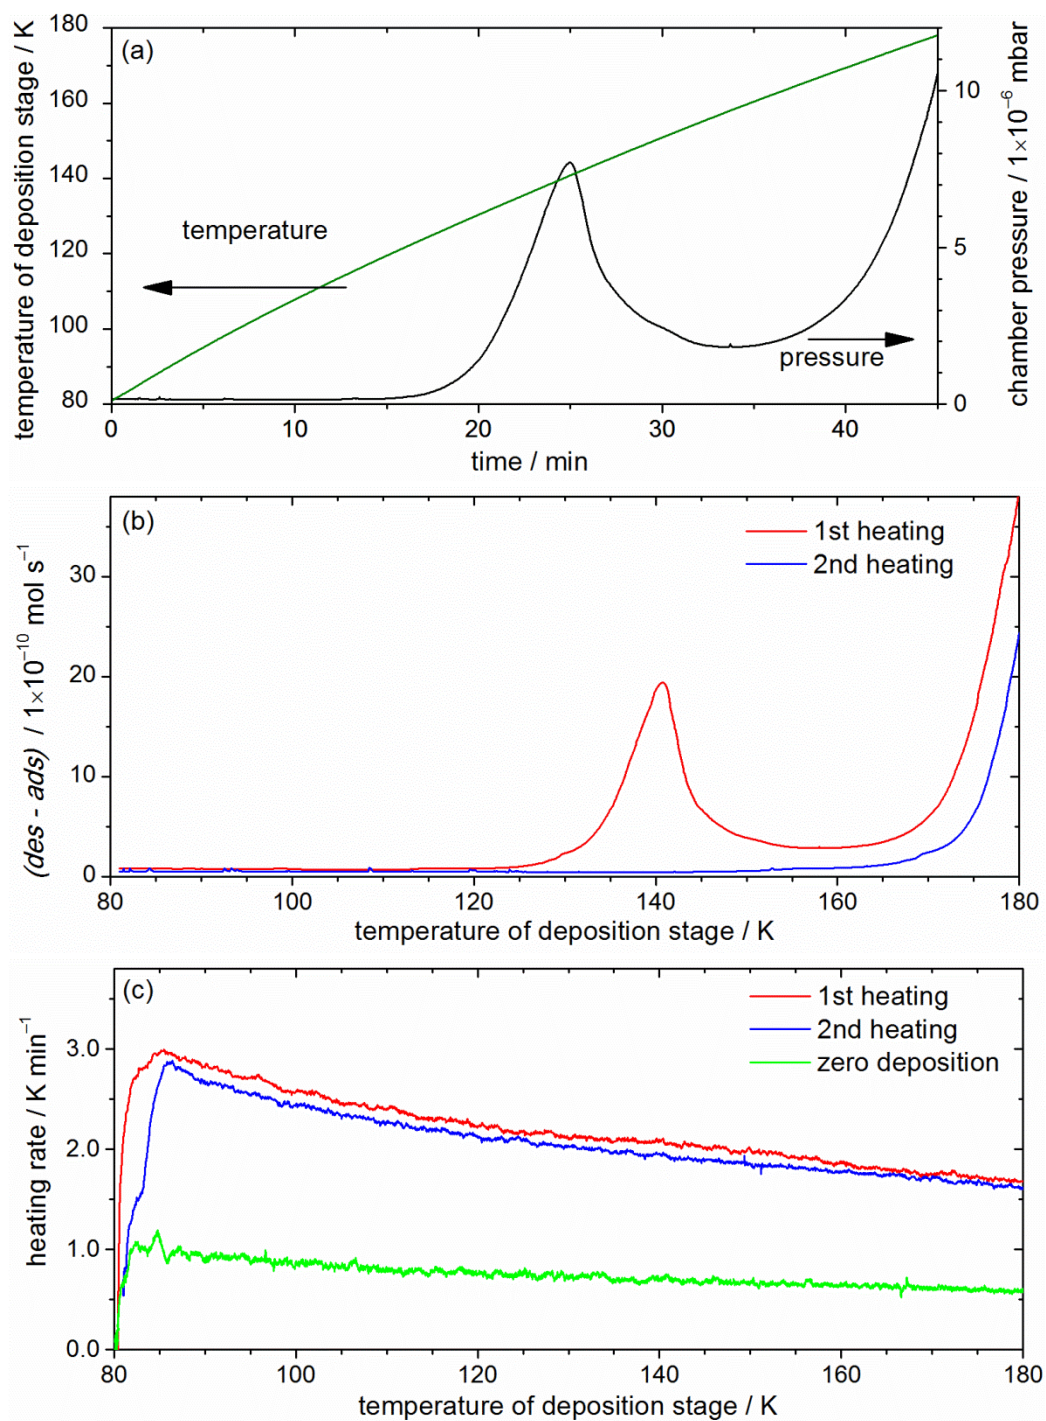 (a)
temperature of deposition stage / K
180
160
140
120
100
80
temperature
pressure
10
5
0
chamber pressure / 1×10⁻⁶ mbar
0 10 20 30 40
time / min
(b)
1st heating
2nd heating
(des - ads) / 1×10⁻¹⁰ mol s⁻¹
30
20
10
0
80 100 120 140 160 180
temperature of deposition stage / K
(c)
1st heating
2nd heating
zero deposition
heating rate / K min⁻¹
3.0
2.0
1.0
0.0
80 100 120 140 160 180
temperature of deposition stage / K